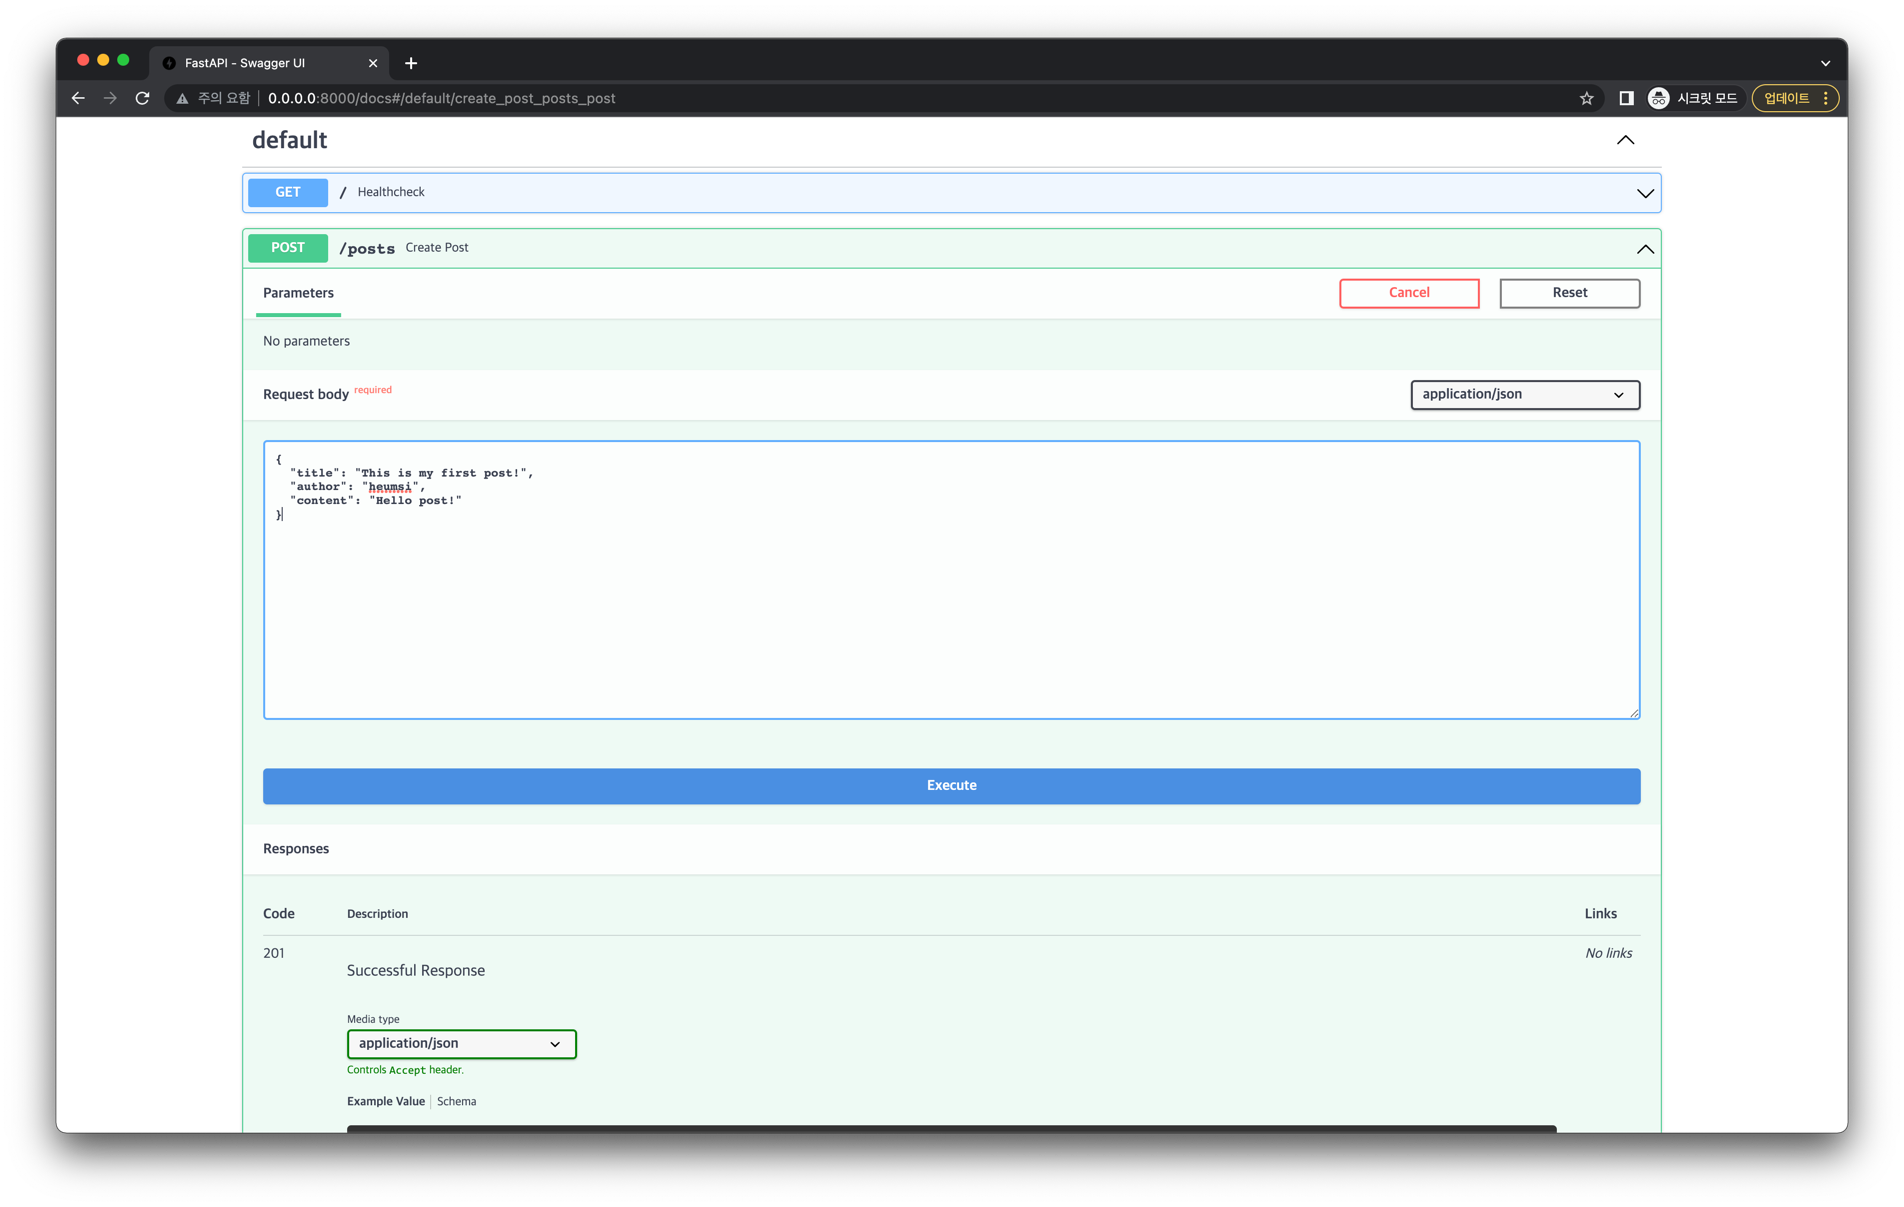 FastAPI - Swagger UI
주의 요함 0.0.0.0:8000/docs#/default/create_post_posts_post 시크릿 모드 업데이트
default
GET / Healthcheck
POST /posts Create Post
Parameters Cancel Reset
No parameters
Request body required application/json
{
"title": "This is my first post!",
"author": "heumsi",
"content": "Hello post!"
}
Execute
Responses
Code Description Links
201 No links
Successful Response
Media type
application/json
Controls Accept header.
Example Value Schema